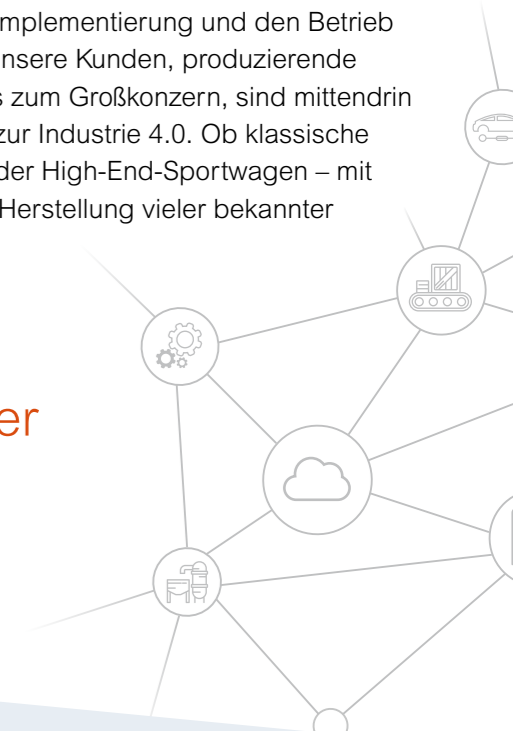 mplementierung und den Betrieb
nsere Kunden, produzierende
s zum Großkonzern, sind mittendrin
zur Industrie 4.0. Ob klassische
der High-End-Sportwagen – mit
Herstellung vieler bekannter
er